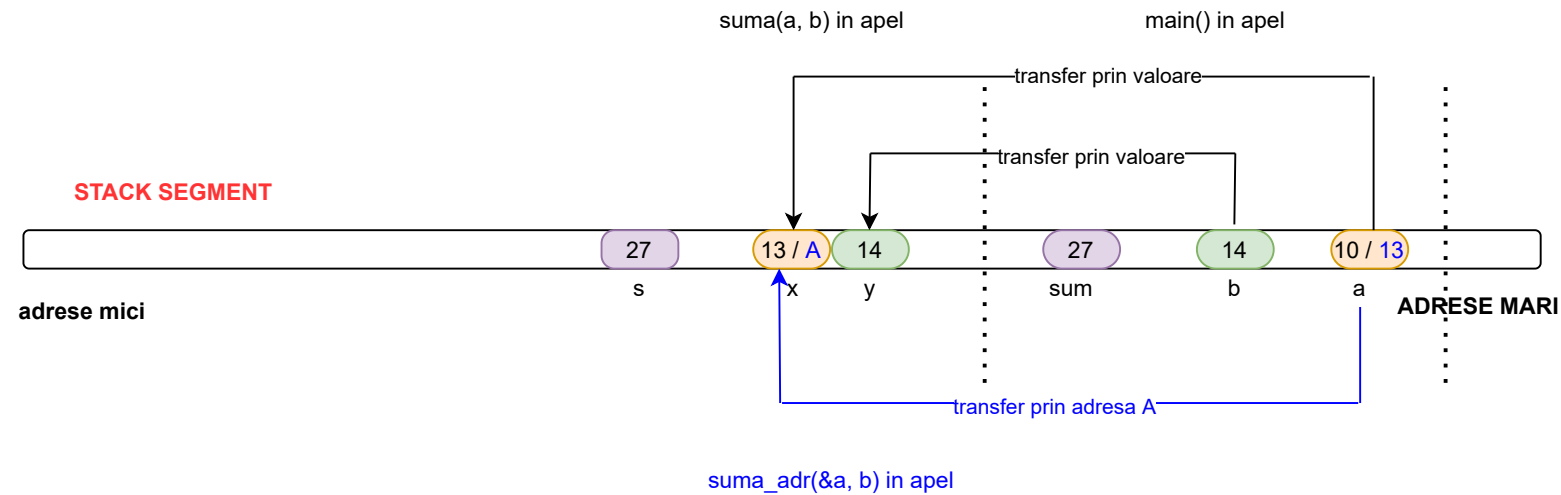 suma(a, b) in apel
main() in apel
transfer prin valoare
transfer prin valoare
STACK SEGMENT
27
13 / A
14
27
14
10 / 13
s
x
y
sum
b
a
adrese mici
ADRESE MARI
transfer prin adresa A
suma_adr(&a, b) in apel